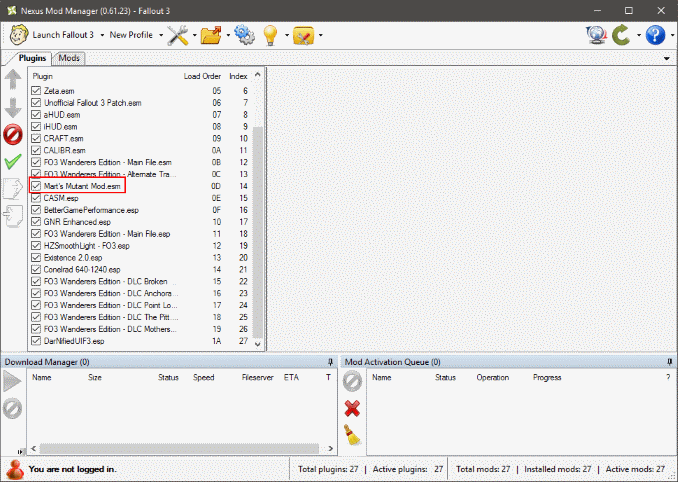 Nexus Mod Manager (0.61.23) - Fallout 3
Launch Fallout 3 New Profile
Plugins Mods
Plugin Load Order Index
Zeta.esm 05 6
Unofficial Fallout 3 Patch.esm 06 7
aHUD.esm 07 8
iHUD.esm 08 9
CRAFT.esm 09 10
CALIBR.esm 0A 11
FO3 Wanderers Edition - Main File.esm 0B 12
FO3 Wanderers Edition - Alternate Tra... 0C 13
Mart's Mutant Mod.esm 0D 14
CASM.esm 0E 15
BetterGamePerformance.esp 0F 16
GNR Enhanced.esp 10 17
FO3 Wanderers Edition - Main File.esp 11 18
HZSmoothLight - FO3.esp 12 19
Existence 2.0.esp 13 20
Conelrad 640-1240.esp 14 21
FO3 Wanderers Edition - DLC Broken ... 15 22
FO3 Wanderers Edition - DLC Anchora... 16 23
FO3 Wanderers Edition - DLC Point Lo... 17 24
FO3 Wanderers Edition - DLC The Pitt... 18 25
FO3 Wanderers Edition - DLC Mothers... 19 26
DarNifiedUIF3.esp 1A 27
Download Manager (0)
Name Size Status Speed Fileserver ETA T
Mod Activation Queue (0)
Name Status Operation Progress ?
You are not logged in. Total plugins: 27 | Active plugins: 27 Total mods: 27 | Installed mods: 27 | Active mods: 27